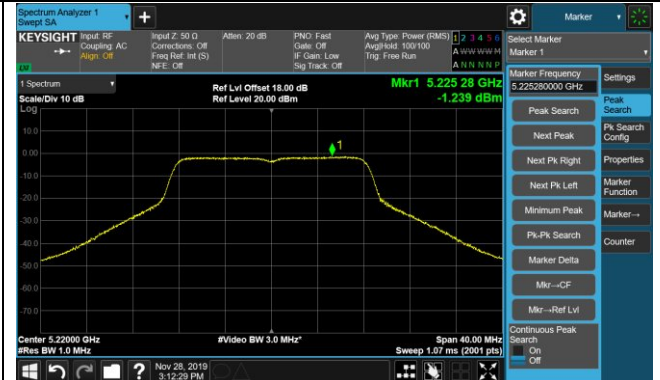 Spectrum Analyzer 1
Swept SA
Marker
KEYSIGHT
Input: RF
Coupling: AC
Align: Off
Input Z: 50 Ω
Corrections: Off
Freq Ref: Int (S)
NFE: Off
Atten: 20 dB
PNO: Fast
Gate: Off
IF Gain: Low
Sig Track: Off
Avg Type: Power (RMS)
Avg|Hold: 100/100
Trig: Free Run
1 2 3 4 5 6
A W W W W H
A N N N N P
Select Marker
Marker 1
1 Spectrum
Scale/Div 10 dB
Log
Ref Lvl Offset 18.00 dB
Ref Level 20.00 dBm
Mkr1 5.225 28 GHz
-1.239 dBm
Marker Frequency
5.225280000 GHz
Peak Search
Next Peak
Next Pk Right
Next Pk Left
Minimum Peak
Pk-Pk Search
Marker Delta
Mkr→CF
Mkr→Ref Lvl
Continuous Peak
Search
On
Off
Settings
Peak
Search
Pk Search
Config
Properties
Marker
Function
Marker→
Counter
10.0
0.00
1
-10.0
-20.0
-30.0
-40.0
-50.0
-60.0
-70.0
Center 5.22000 GHz
#Res BW 1.0 MHz
#Video BW 3.0 MHz*
Span 40.00 MHz
Sweep 1.07 ms (2001 pts)
?
Nov 28, 2019
3:12:29 PM